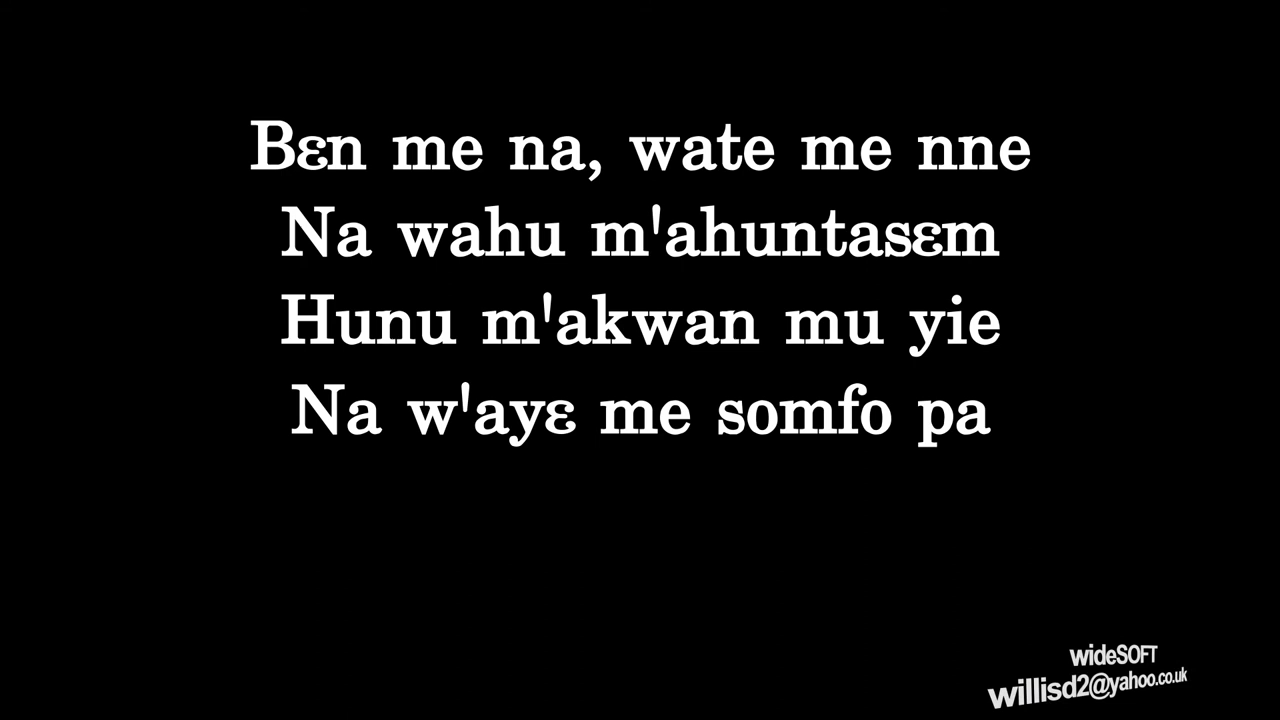 Bɛn me na, wate me nne
Na wahu m'ahuntasɛm
Hunu m'akwan mu yie
Na w'ayɛ me somfo pa
wideSOFT
willisd2@yahoo.co.uk